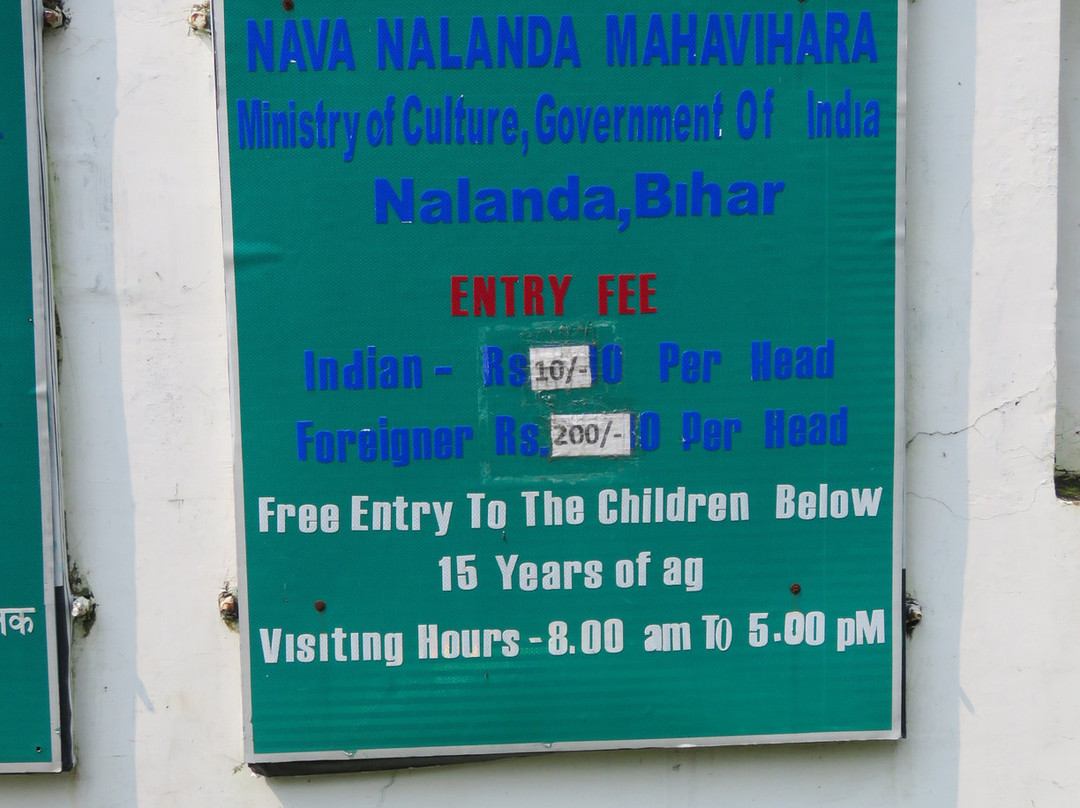 NAVA NALANDA MAHAVIHARA
Ministry of Culture, Government Of India
Nalanda, Bihar
ENTRY FEE
Indian - Rs 10/- 0 Per Head
Foreigner Rs. 200/- 0 Per Head
Free Entry To The Children Below
15 Years of ag
Visiting Hours - 8.00 am To 5.00 pM